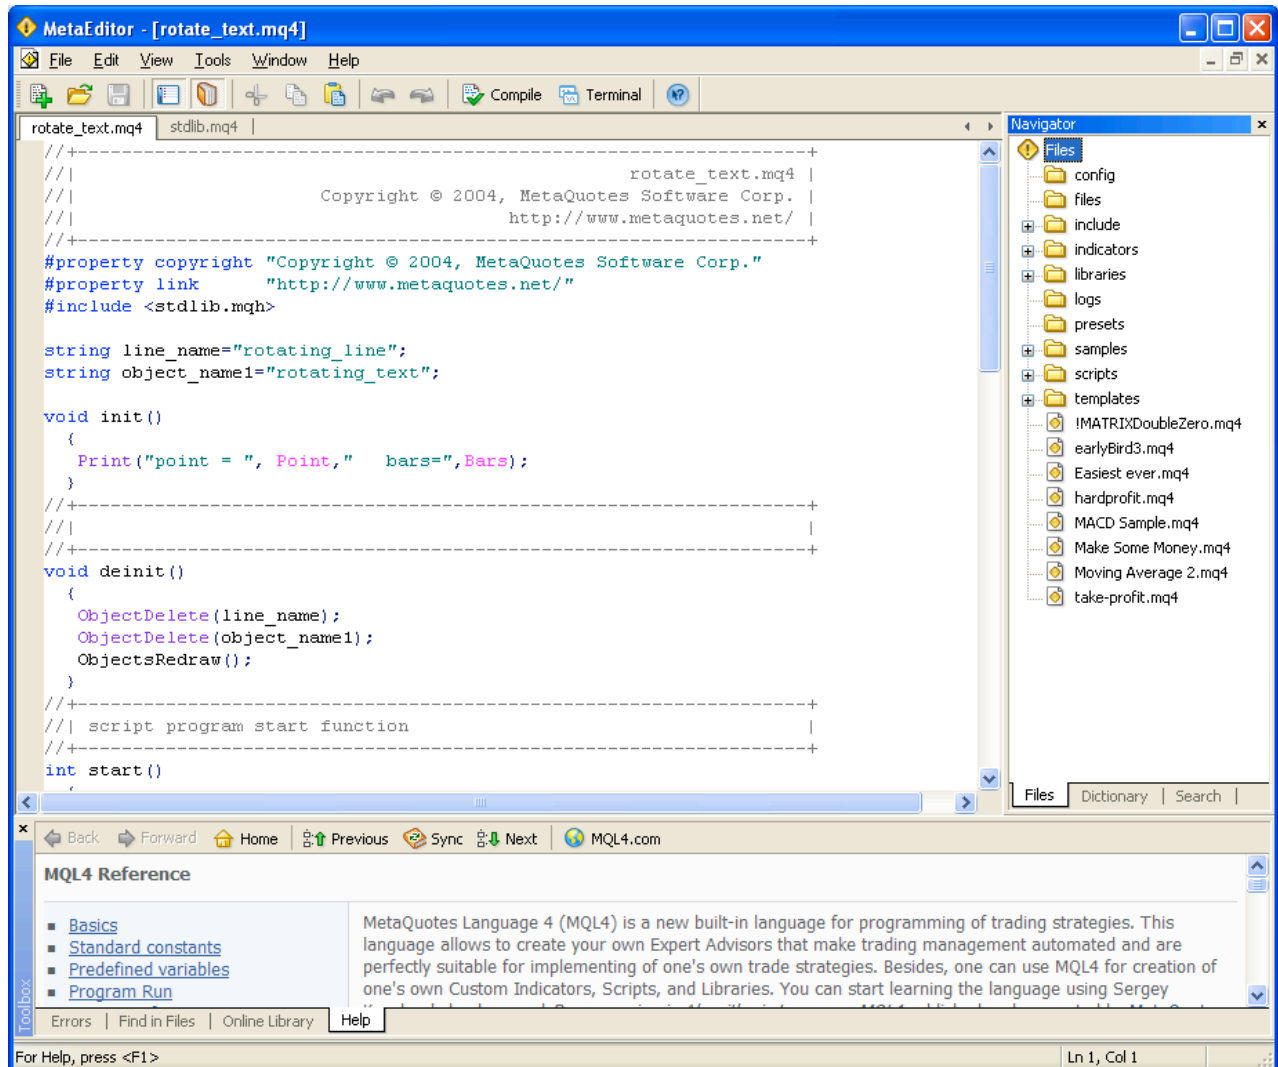 MetaEditor - [rotate_text.mq4]
File Edit View Tools Window Help
Compile Terminal
rotate_text.mq4 stdlib.mq4
//+------------------------------------------------------------------+
//| rotate_text.mq4 |
//| Copyright © 2004, MetaQuotes Software Corp. |
//| http://www.metaquotes.net/ |
//+------------------------------------------------------------------+
#property copyright "Copyright © 2004, MetaQuotes Software Corp."
#property link "http://www.metaquotes.net/"
#include <stdlib.mqh>
string line_name="rotating_line";
string object_name1="rotating_text";
void init()
{
Print("point = ", Point," bars=",Bars);
}
//+------------------------------------------------------------------+
//| |
//+------------------------------------------------------------------+
void deinit()
{
ObjectDelete(line_name);
ObjectDelete(object_name1);
ObjectsRedraw();
}
//+------------------------------------------------------------------+
//| script program start function |
//+------------------------------------------------------------------+
int start()
Navigator
Files
config
files
include
indicators
libraries
logs
presets
samples
scripts
templates
!MATRIXDoubleZero.mq4
earlyBird3.mq4
Easiest ever.mq4
hardprofit.mq4
MACD Sample.mq4
Make Some Money.mq4
Moving Average 2.mq4
take-profit.mq4
Files Dictionary Search
Back Forward Home Previous Sync Next MQL4.com
MQL4 Reference
Basics
Standard constants
Predefined variables
Program Run
MetaQuotes Language 4 (MQL4) is a new built-in language for programming of trading strategies. This
language allows to create your own Expert Advisors that make trading management automated and are
perfectly suitable for implementing of one's own trade strategies. Besides, one can use MQL4 for creation of
one's own Custom Indicators, Scripts, and Libraries. You can start learning the language using Sergey
Toolbox
Errors Find in Files Online Library Help
For Help, press <F1>
Ln 1, Col 1